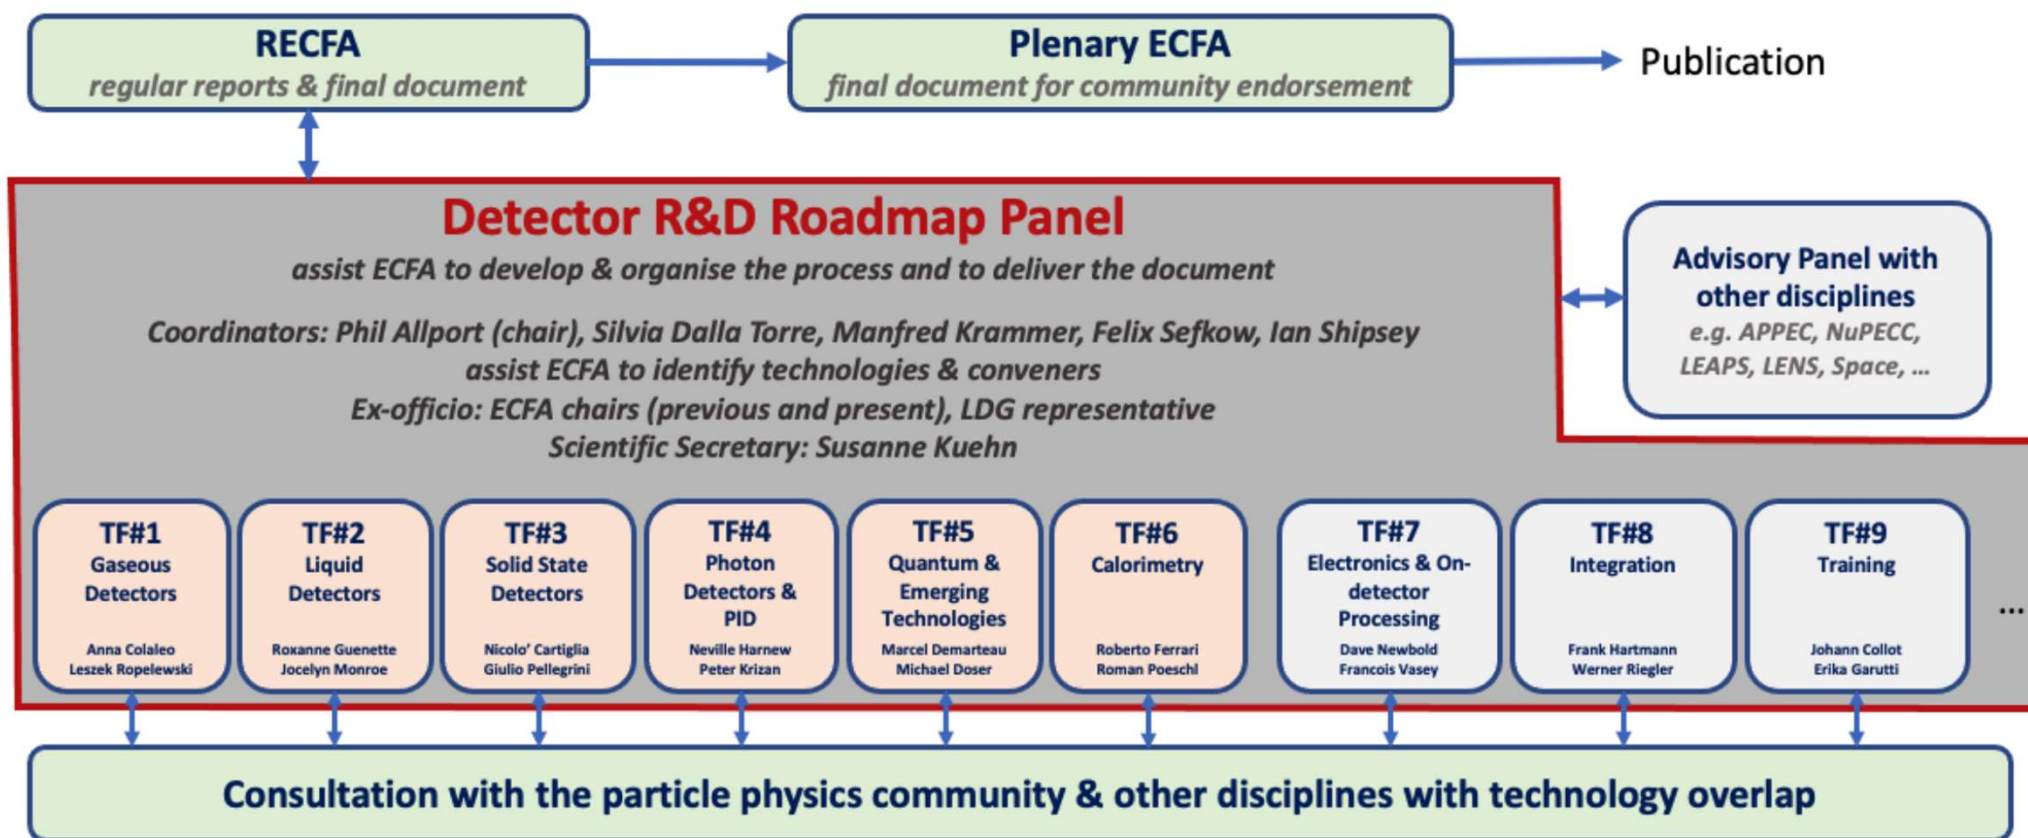 RECFA
regular reports & final document
Plenary ECFA
final document for community endorsement
Publication
Detector R&D Roadmap Panel
assist ECFA to develop & organise the process and to deliver the document
Coordinators: Phil Allport (chair), Silvia Dalla Torre, Manfred Krammer, Felix Sefkow, Ian Shipsey
assist ECFA to identify technologies & conveners
Ex-officio: ECFA chairs (previous and present), LDG representative
Scientific Secretary: Susanne Kuehn
Advisory Panel with
other disciplines
e.g. APPEC, NuPECC,
LEAPS, LENS, Space, ...
TF#1
Gaseous
Detectors
Anna Colaleo
Leszek Ropelewski
TF#2
Liquid
Detectors
Roxanne Guenette
Jocelyn Monroe
TF#3
Solid State
Detectors
Nicolo' Cartiglia
Giulio Pellegrini
TF#4
Photon
Detectors &
PID
Neville Harnew
Peter Krizan
TF#5
Quantum &
Emerging
Technologies
Marcel Demarteau
Michael Doser
TF#6
Calorimetry
Roberto Ferrari
Roman Poeschl
TF#7
Electronics & On-
detector
Processing
Dave Newbold
Francois Vasey
TF#8
Integration
Frank Hartmann
Werner Riegler
TF#9
Training
Johann Collot
Erika Garutti
...
Consultation with the particle physics community & other disciplines with technology overlap